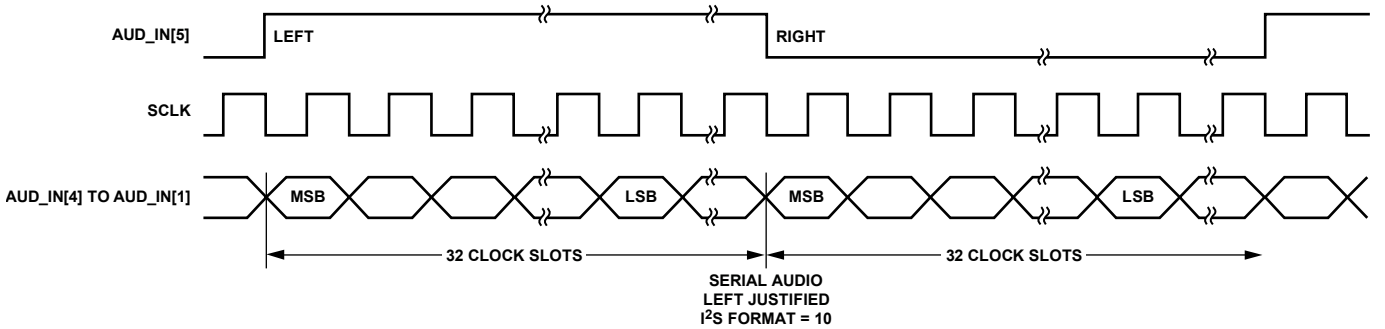 AUD_IN[5]
LEFT
RIGHT
SCLK
AUD_IN[4] TO AUD_IN[1]
MSB
LSB
MSB
LSB
32 CLOCK SLOTS
32 CLOCK SLOTS
SERIAL AUDIO
LEFT JUSTIFIED
I²S FORMAT = 10